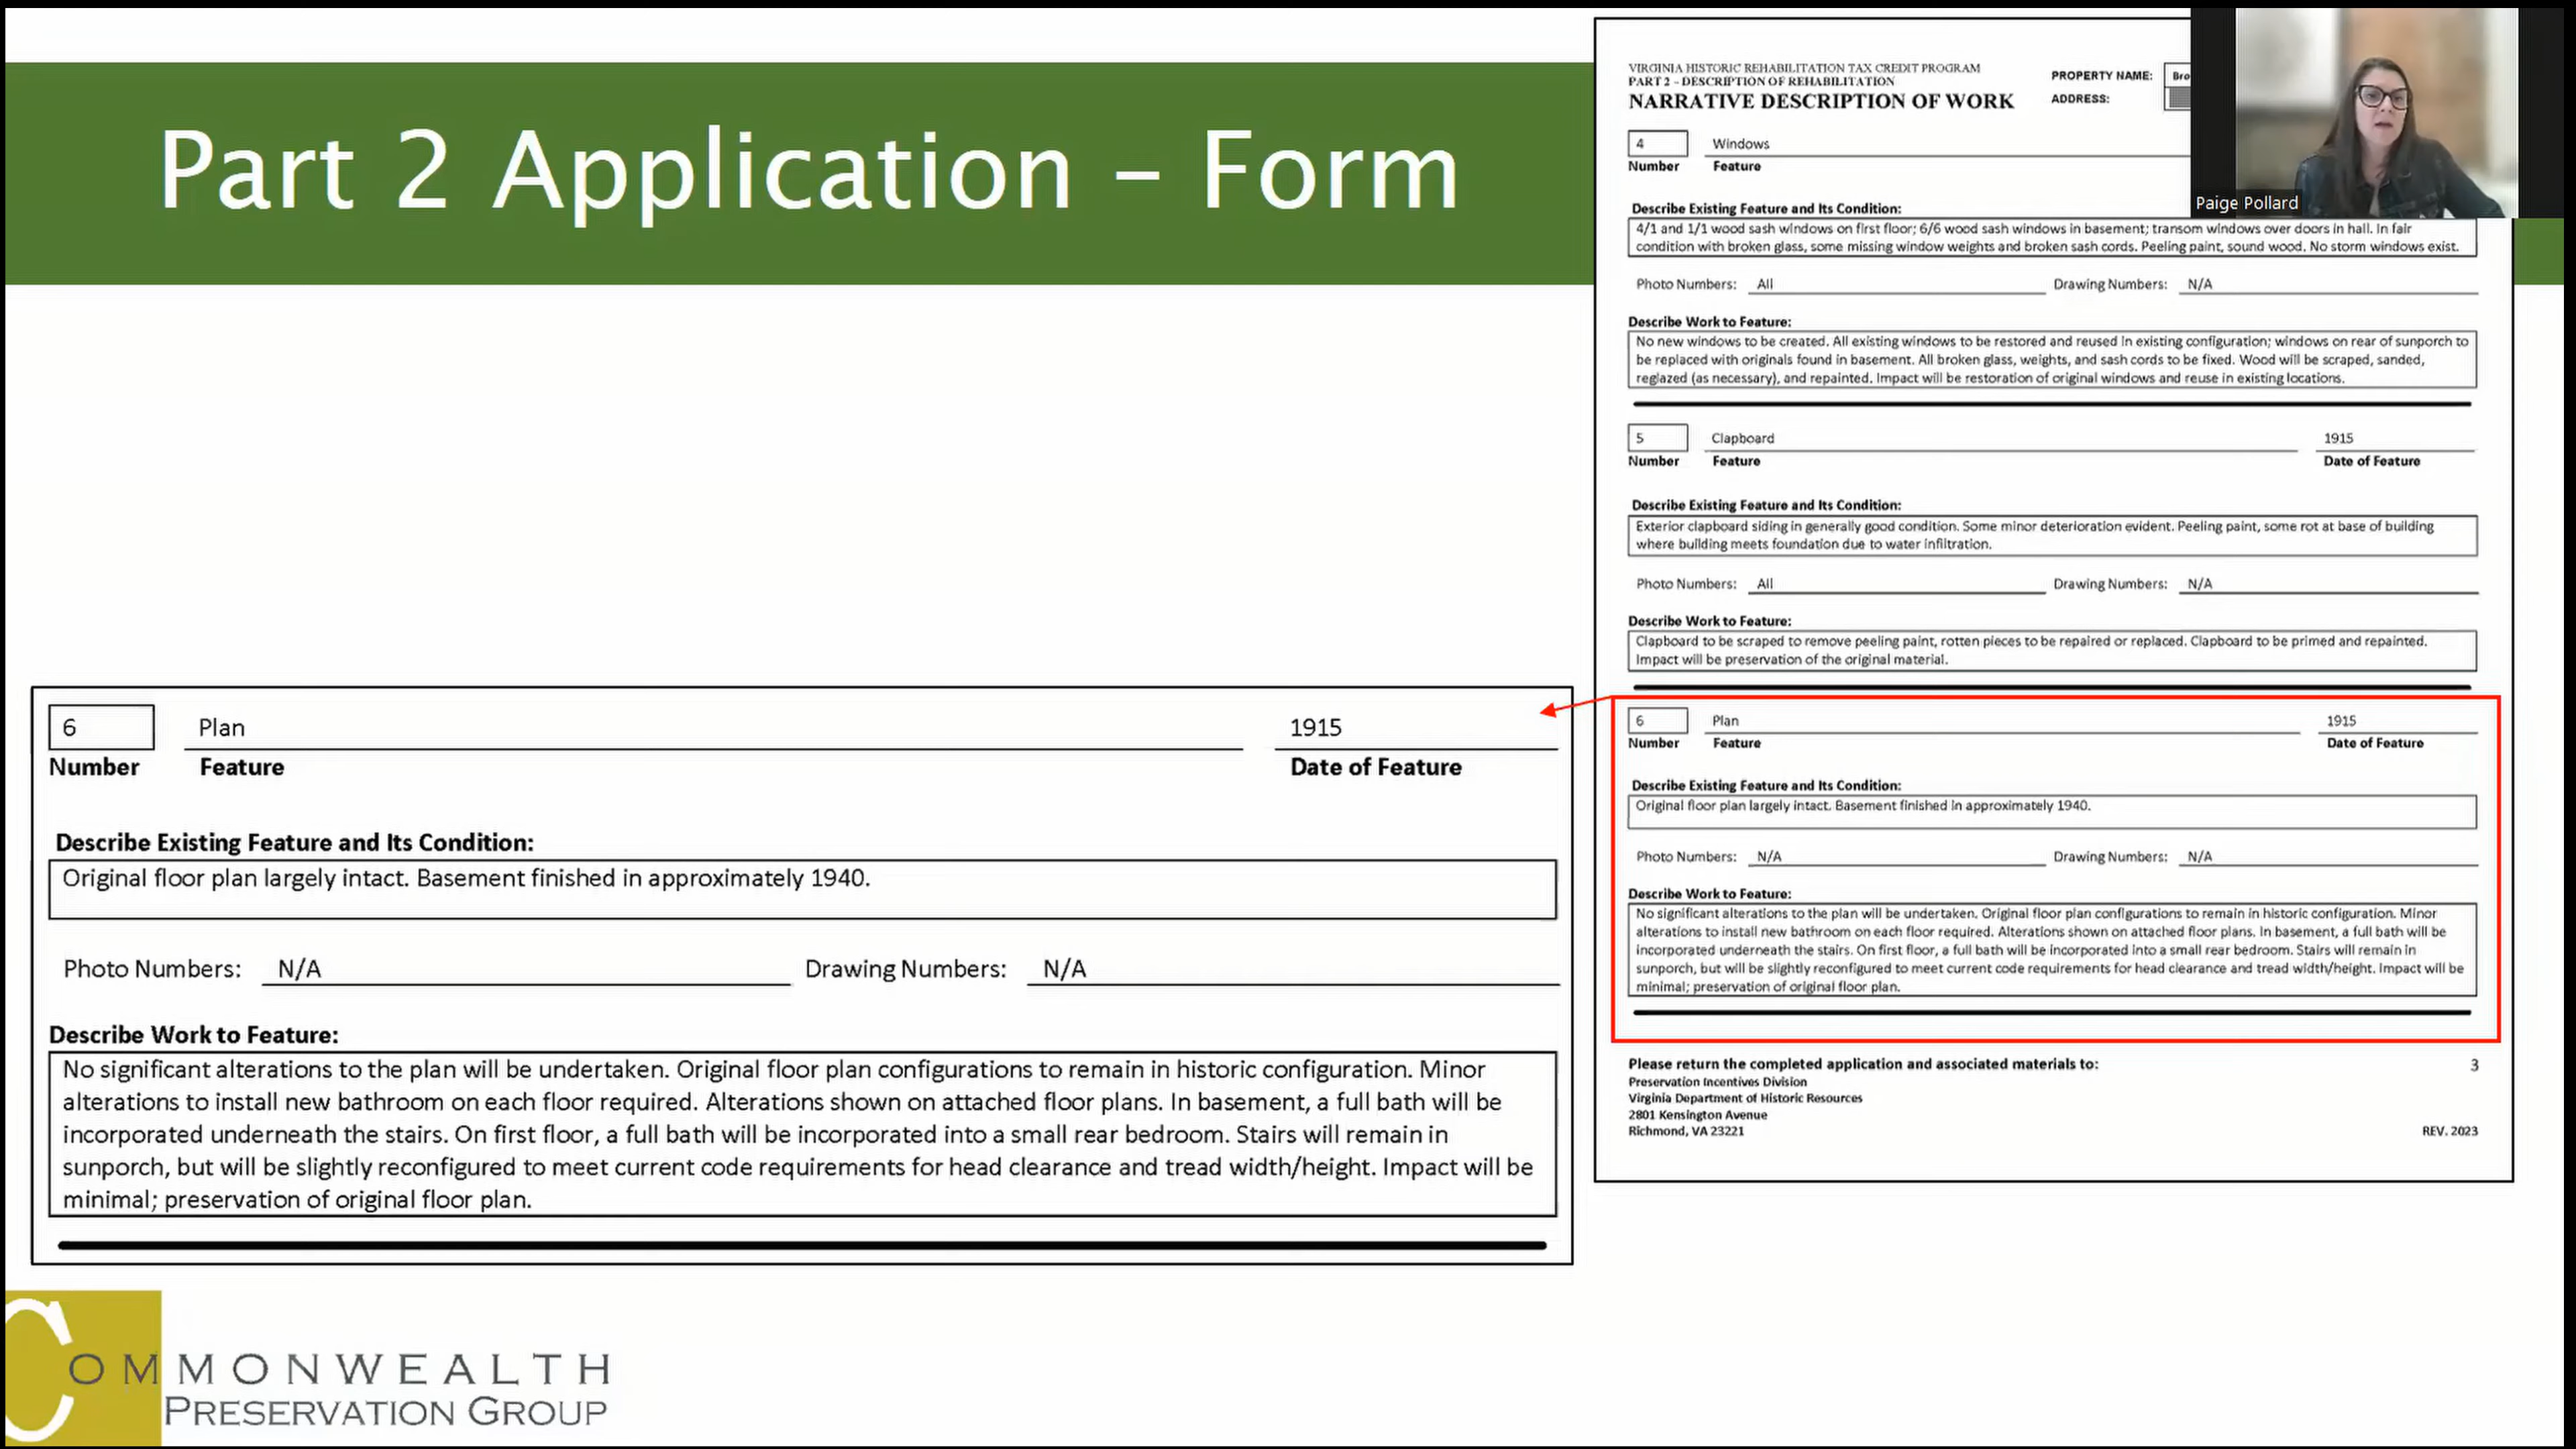 Part 2 Application – Form
6 Plan 1915
Number Feature Date of Feature
Describe Existing Feature and Its Condition:
Original floor plan largely intact. Basement finished in approximately 1940.
Photo Numbers: N/A Drawing Numbers: N/A
Describe Work to Feature:
No significant alterations to the plan will be undertaken. Original floor plan configurations to remain in historic configuration. Minor
alterations to install new bathroom on each floor required. Alterations shown on attached floor plans. In basement, a full bath will be
incorporated underneath the stairs. On first floor, a full bath will be incorporated into a small rear bedroom. Stairs will remain in
sunporch, but will be slightly reconfigured to meet current code requirements for head clearance and tread width/height. Impact will be
minimal; preservation of original floor plan.
COMMONWEALTH
PRESERVATION GROUP
VIRGINIA HISTORIC REHABILITATION TAX CREDIT PROGRAM
PART 2 – DESCRIPTION OF REHABILITATION
NARRATIVE DESCRIPTION OF WORK
PROPERTY NAME: Bro
ADDRESS:
Paige Pollard
4 Windows
Number Feature
Describe Existing Feature and Its Condition:
4/1 and 1/1 wood sash windows on first floor; 6/6 wood sash windows in basement; transom windows over doors in hall. In fair
condition with broken glass, some missing window weights and broken sash cords. Peeling paint, sound wood. No storm windows exist.
Photo Numbers: All Drawing Numbers: N/A
Describe Work to Feature:
No new windows to be created. All existing windows to be restored and reused in existing configuration; windows on rear of sunporch to
be replaced with originals found in basement. All broken glass, weights, and sash cords to be fixed. Wood will be scraped, sanded,
reglazed (as necessary), and repainted. Impact will be restoration of original windows and reuse in existing locations.
5 Clapboard 1915
Number Feature Date of Feature
Describe Existing Feature and Its Condition:
Exterior clapboard siding in generally good condition. Some minor deterioration evident. Peeling paint, some rot at base of building
where building meets foundation due to water infiltration.
Photo Numbers: All Drawing Numbers: N/A
Describe Work to Feature:
Clapboard to be scraped to remove peeling paint, rotten pieces to be repaired or replaced. Clapboard to be primed and repainted.
Impact will be preservation of the original material.
6 Plan 1915
Number Feature Date of Feature
Describe Existing Feature and Its Condition:
Original floor plan largely intact. Basement finished in approximately 1940.
Photo Numbers: N/A Drawing Numbers: N/A
Describe Work to Feature:
No significant alterations to the plan will be undertaken. Original floor plan configurations to remain in historic configuration. Minor
alterations to install new bathroom on each floor required. Alterations shown on attached floor plans. In basement, a full bath will be
incorporated underneath the stairs. On first floor, a full bath will be incorporated into a small rear bedroom. Stairs will remain in
sunporch, but will be slightly reconfigured to meet current code requirements for head clearance and tread width/height. Impact will be
minimal; preservation of original floor plan.
Please return the completed application and associated materials to: 3
Preservation Incentives Division
Virginia Department of Historic Resources
2801 Kensington Avenue
Richmond, VA 23221 REV. 2023